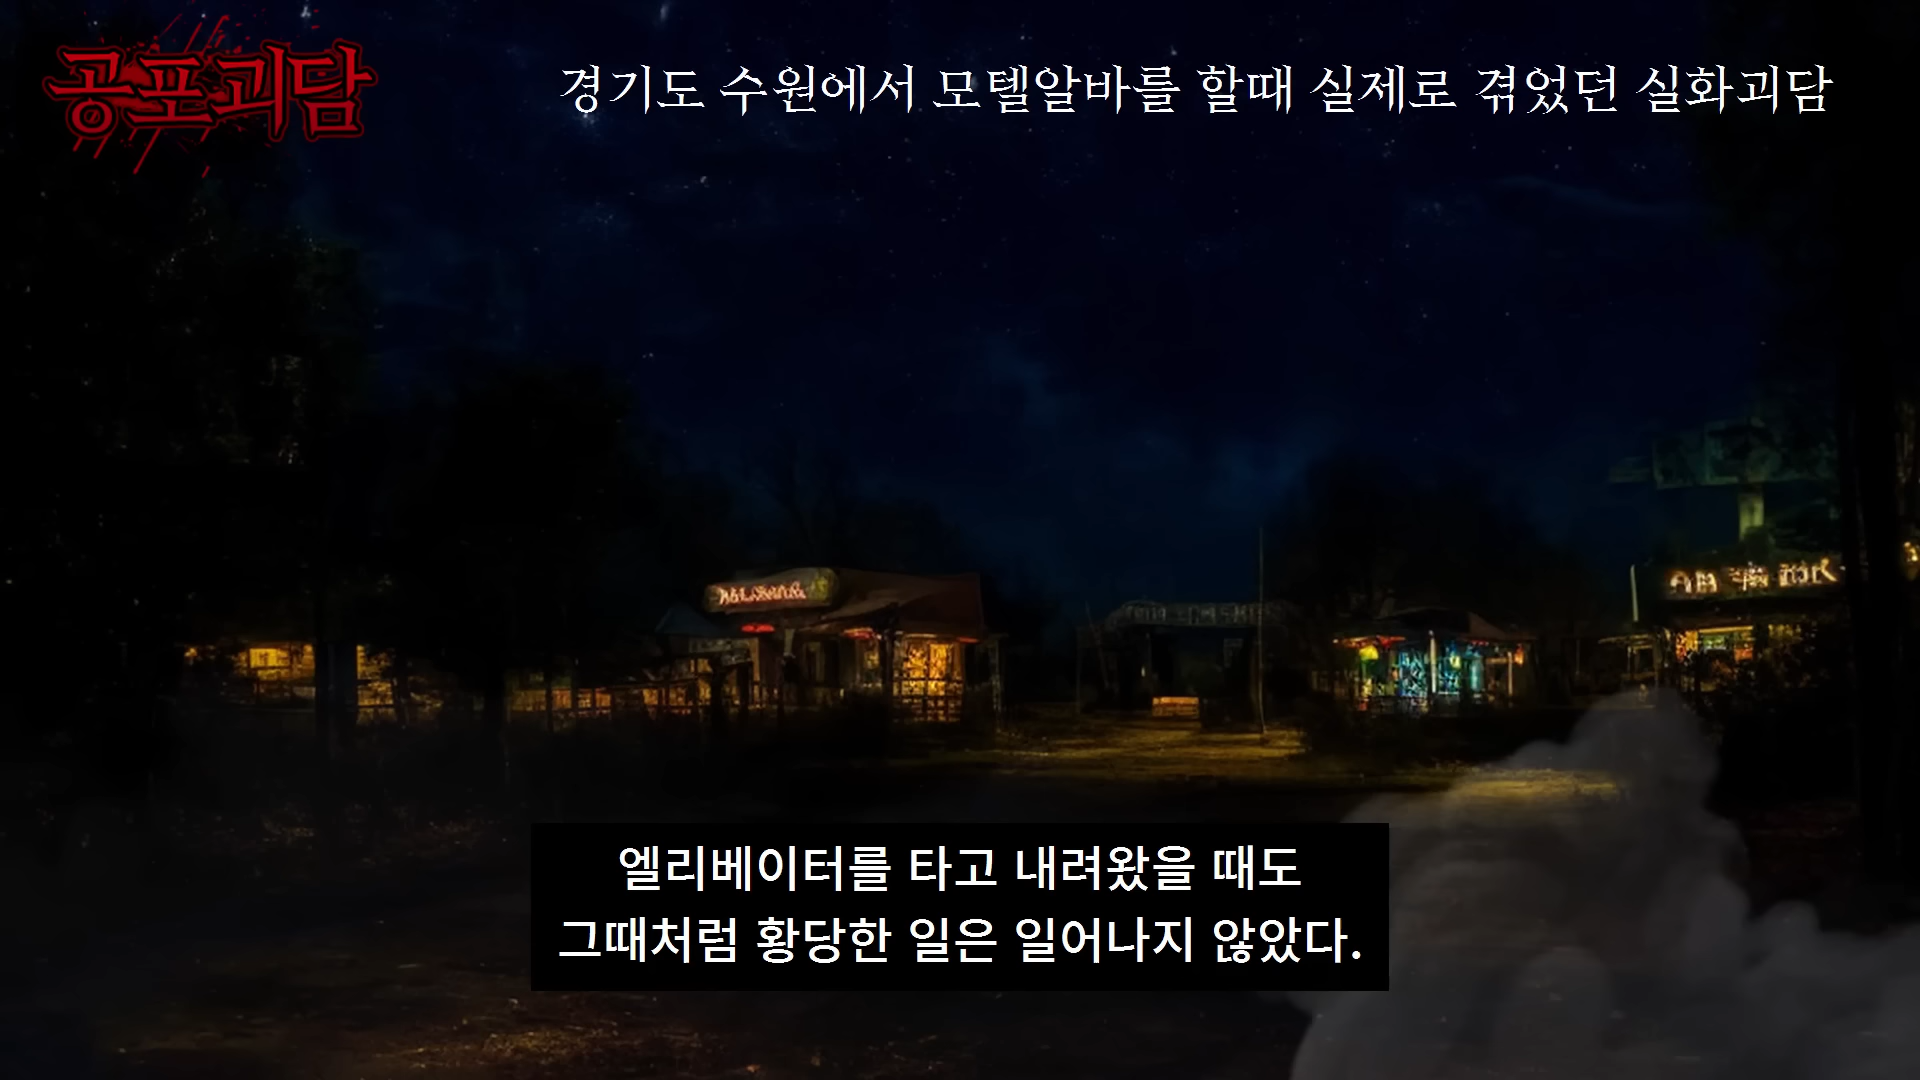 공포괴담
경기도 수원에서 모텔알바를 할때 실제로 겪었던 실화괴담
엘리베이터를 타고 내려왔을 때도
그때처럼 황당한 일은 일어나지 않았다.